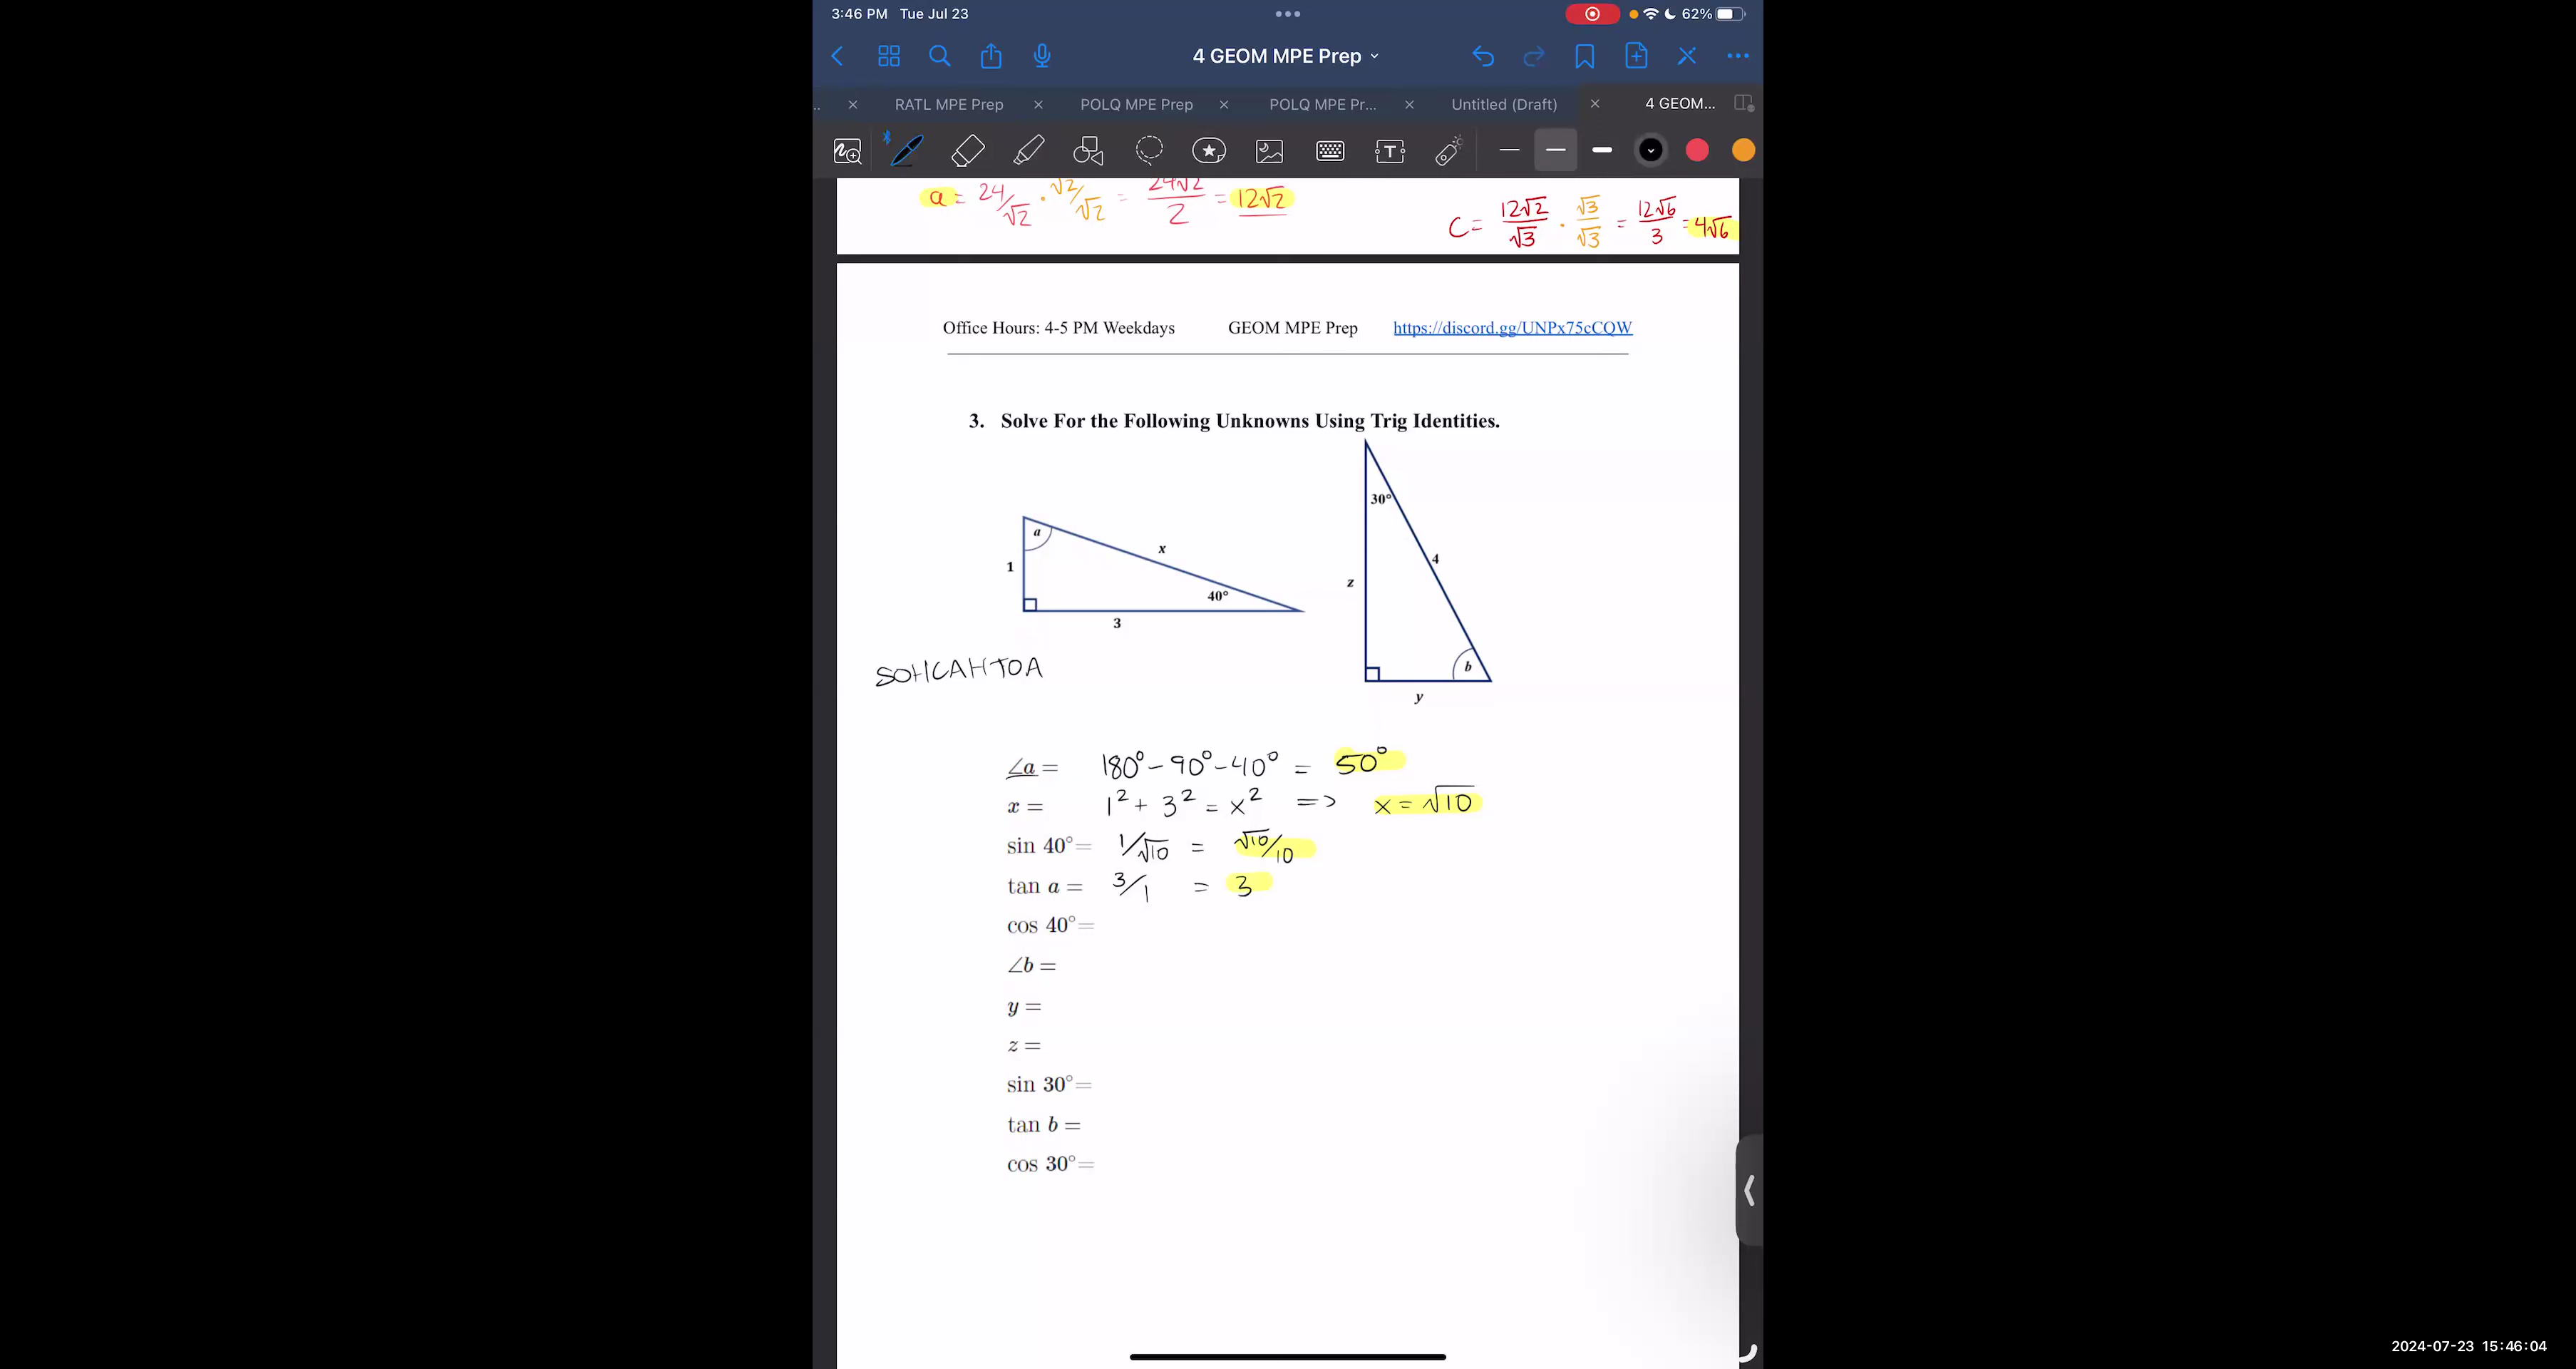 3:46 PM Tue Jul 23
62%
4 GEOM MPE Prep
.. RATL MPE Prep POLQ MPE Prep POLQ MPE Pr... Untitled (Draft) 4 GEOM...
a = 24/√2 · √2/√2 = 24√2/2 = 12√2
C = 12√2/√3 · √3/√3 = 12√6/3 = 4√6
Office Hours: 4-5 PM Weekdays GEOM MPE Prep https://discord.gg/UNPx75cCQW
3. Solve For the Following Unknowns Using Trig Identities.
30°
a
x
4
1
z
40°
3
b
y
SOHCAHTOA
∠a = 180° - 90° - 40° = 50°
x = 1² + 3² = x² => x = √10
sin 40° = 1/√10 = √10/10
tan a = 3/1 = 3
cos 40° =
∠b =
y =
z =
sin 30° =
tan b =
cos 30° =
2024-07-23 15:46:04